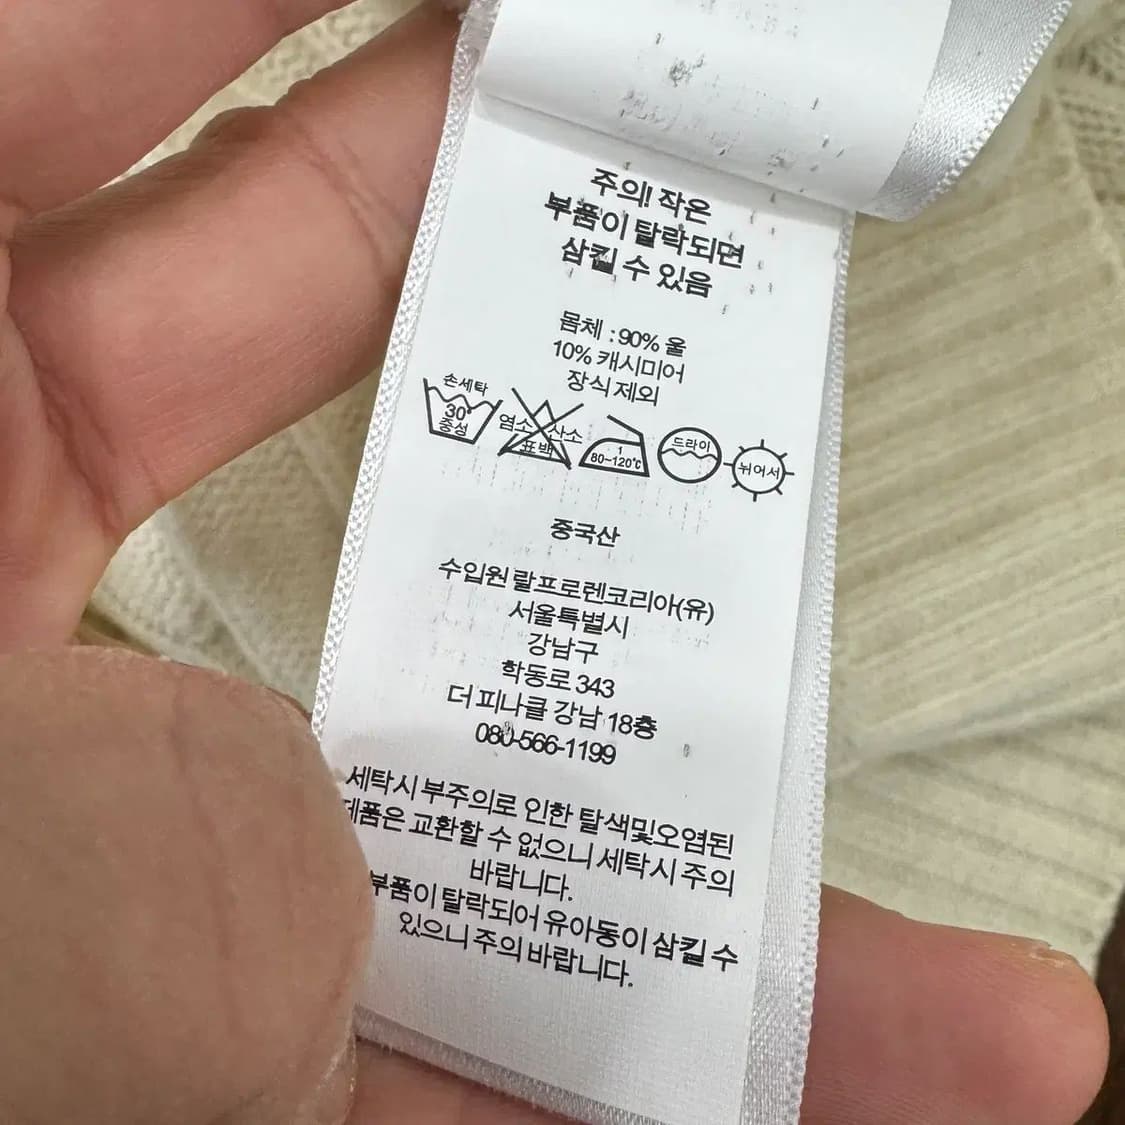 주의! 작은
부품이 탈락되면
삼킬 수 있음
몸체 : 90% 울
10% 캐시미어
장식 제외
손세탁
30°
중성
염소 산소
표백
1
80~120℃
드라이
뉘어서
중국산
수입원 랄프로렌코리아(유)
서울특별시
강남구
학동로 343
더 피나클 강남 18층
080-566-1199
세탁시 부주의로 인한 탈색및오염된
제품은 교환할 수 없으니 세탁시 주의
바랍니다.
부품이 탈락되어 유아동이 삼킬 수
있으니 주의 바랍니다.